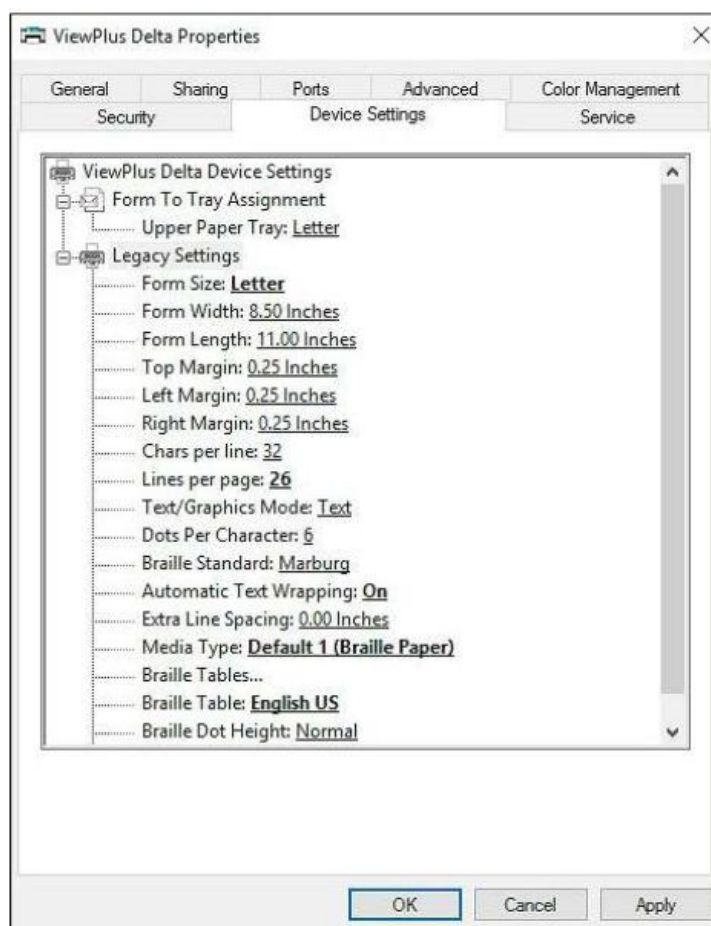 ViewPlus Delta Properties
General Sharing Ports Advanced Color Management
Security Device Settings Service
ViewPlus Delta Device Settings
Form To Tray Assignment
Upper Paper Tray: Letter
Legacy Settings
Form Size: Letter
Form Width: 8.50 Inches
Form Length: 11.00 Inches
Top Margin: 0.25 Inches
Left Margin: 0.25 Inches
Right Margin: 0.25 Inches
Chars per line: 32
Lines per page: 26
Text/Graphics Mode: Text
Dots Per Character: 6
Braille Standard: Marburg
Automatic Text Wrapping: On
Extra Line Spacing: 0.00 Inches
Media Type: Default 1 (Braille Paper)
Braille Tables...
Braille Table: English US
Braille Dot Height: Normal
OK Cancel Apply